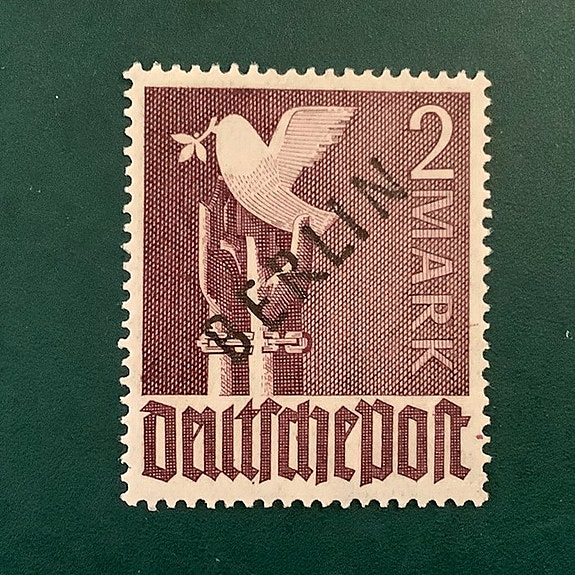 2 MARK
BERLIN
Deutsche Post